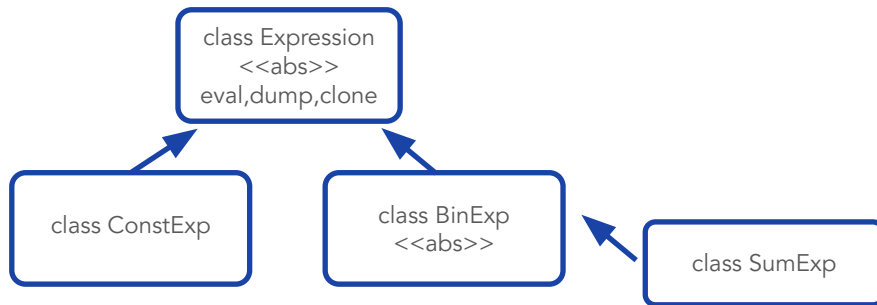 class Expression
<<abs>>
eval,dump,clone
class ConstExp
class BinExp
<<abs>>
class SumExp